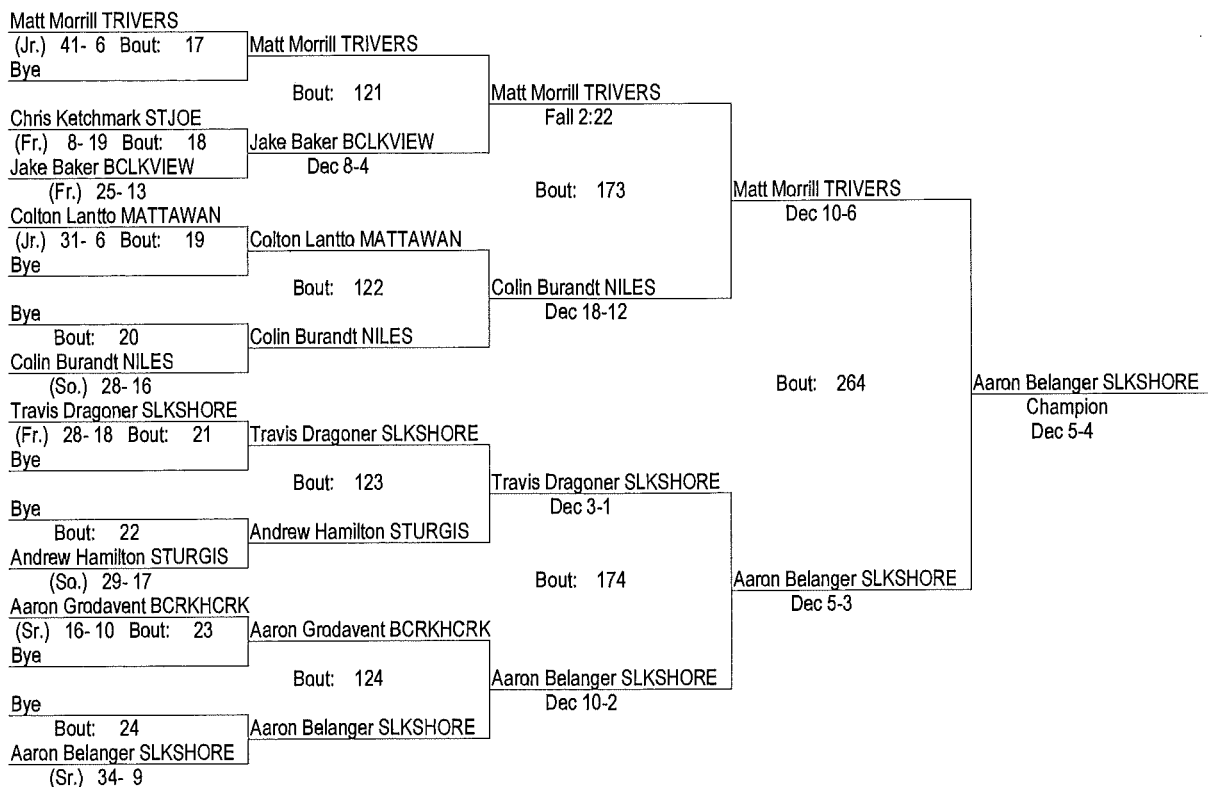 Matt Morrill TRIVERS
(Jr.) 41- 6 Bout: 17
Bye
Chris Ketchmark STJOE
(Fr.) 8- 19 Bout: 18
Jake Baker BCLKVIEW
(Fr.) 25- 13
Colton Lantto MATTAWAN
(Jr.) 31- 6 Bout: 19
Bye
Bye
Bout: 20
Colin Burandt NILES
(So.) 28- 16
Travis Dragoner SLKSHORE
(Fr.) 28- 18 Bout: 21
Bye
Bye
Bout: 22
Andrew Hamilton STURGIS
(So.) 29- 17
Aaron Grodavent BCRKHCRK
(Sr.) 16- 10 Bout: 23
Bye
Bye
Bout: 24
Aaron Belanger SLKSHORE
(Sr.) 34- 9
Matt Morrill TRIVERS
Bout: 121
Jake Baker BCLKVIEW
Dec 8-4
Colton Lantto MATTAWAN
Bout: 122
Colin Burandt NILES
Travis Dragoner SLKSHORE
Bout: 123
Andrew Hamilton STURGIS
Aaron Grodavent BCRKHCRK
Bout: 124
Aaron Belanger SLKSHORE
Matt Morrill TRIVERS
Fall 2:22
Bout: 173
Colin Burandt NILES
Dec 18-12
Travis Dragoner SLKSHORE
Dec 3-1
Bout: 174
Aaron Belanger SLKSHORE
Dec 10-2
Matt Morrill TRIVERS
Dec 10-6
Bout: 264
Aaron Belanger SLKSHORE
Dec 5-3
Aaron Belanger SLKSHORE
Champion
Dec 5-4